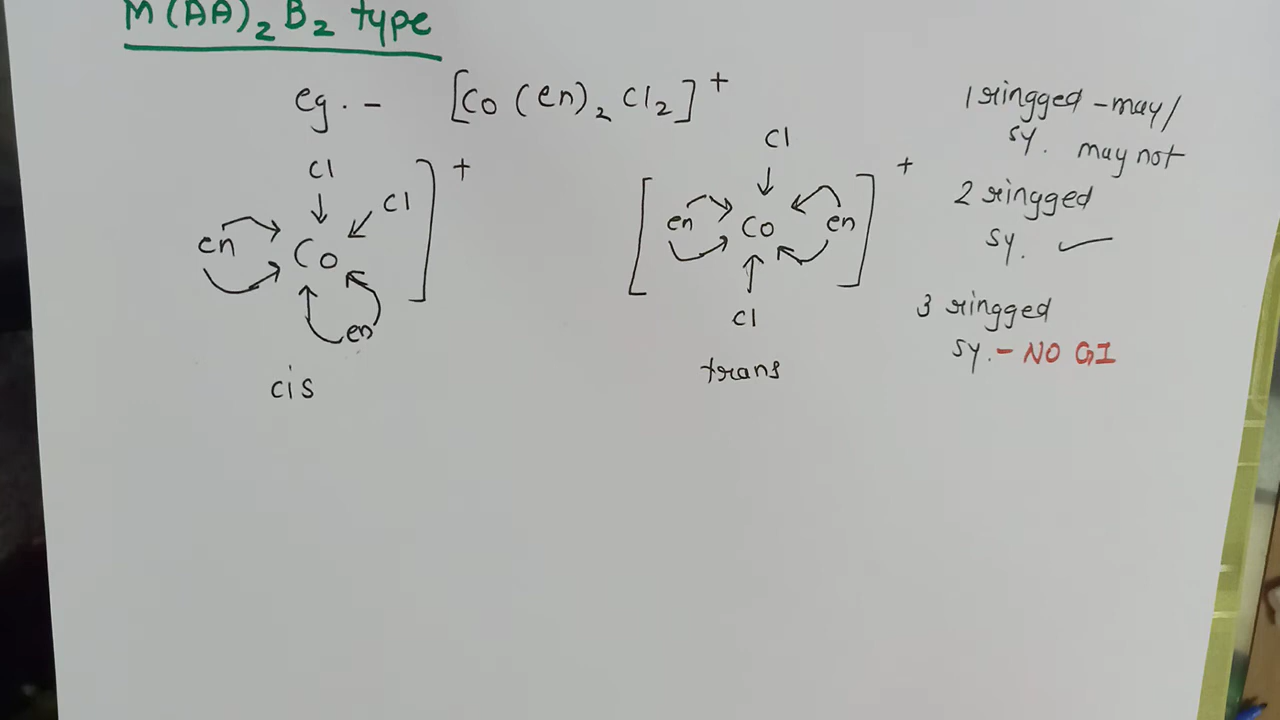 M(AA)₂B₂ type
eg. - [Co(en)₂Cl₂]⁺
Cl
Cl
en Co
en
]⁺
cis
Cl
[en Co en]⁺
Cl
trans
1 ringged - may/
sy. may not
2 ringged
sy. ✓
3 ringged
sy. - NO GI